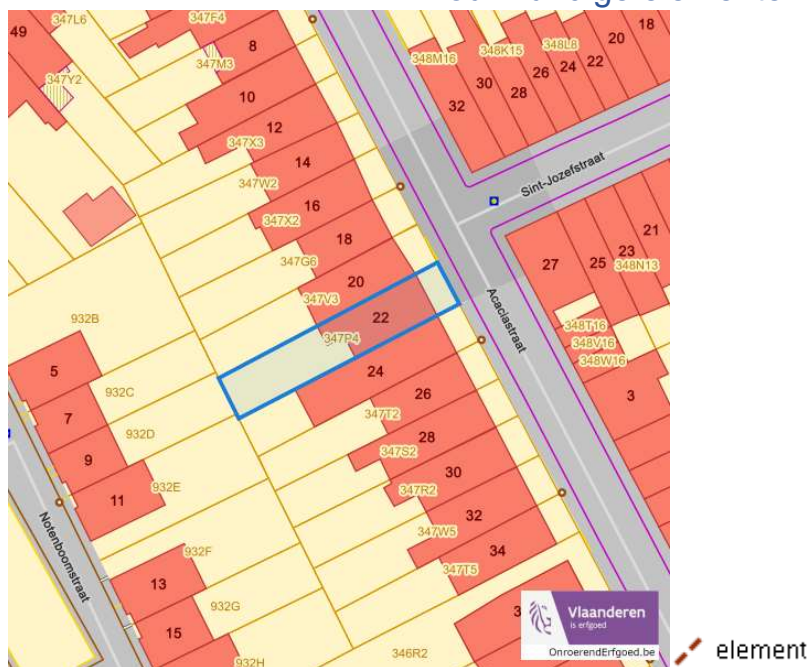 49
347L6
347F4
8
347M3
348M16
348K15
348L8
20
18
347Y2
10
30
26
24
22
32
28
12
347X3
14
347W2
Sint-Jozefstraat
16
347X2
18
21
347G6
27
25
23
348N13
20
347V3
Acaciastraat
932B
22
348T16
347P4
348V16
348W16
5
24
3
932C
26
7
347T2
932D
28
9
347S2
30
11
932E
347R2
32
347W5
34
Notenboomstraat
932F
347T5
13
932G
15
3
Vlaanderen
is erfgoed
346R2
OnroerendErfgoed.be
932H
element